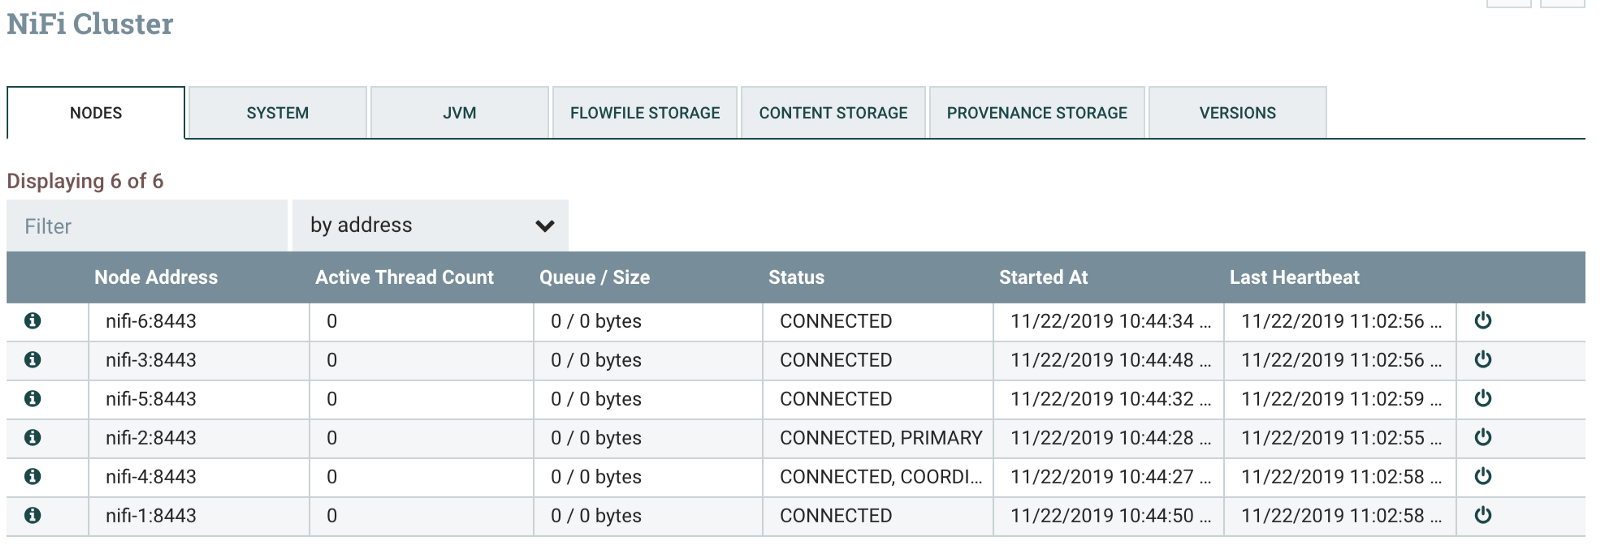 NiFi Cluster
NODES SYSTEM JVM FLOWFILE STORAGE CONTENT STORAGE PROVENANCE STORAGE VERSIONS
Displaying 6 of 6
Filter by address
Node Address Active Thread Count Queue / Size Status Started At Last Heartbeat
nifi-6:8443 0 0 / 0 bytes CONNECTED 11/22/2019 10:44:34 ... 11/22/2019 11:02:56 ...
nifi-3:8443 0 0 / 0 bytes CONNECTED 11/22/2019 10:44:48 ... 11/22/2019 11:02:56 ...
nifi-5:8443 0 0 / 0 bytes CONNECTED 11/22/2019 10:44:32 ... 11/22/2019 11:02:59 ...
nifi-2:8443 0 0 / 0 bytes CONNECTED, PRIMARY 11/22/2019 10:44:28 ... 11/22/2019 11:02:55 ...
nifi-4:8443 0 0 / 0 bytes CONNECTED, COORDI... 11/22/2019 10:44:27 ... 11/22/2019 11:02:58 ...
nifi-1:8443 0 0 / 0 bytes CONNECTED 11/22/2019 10:44:50 ... 11/22/2019 11:02:58 ...